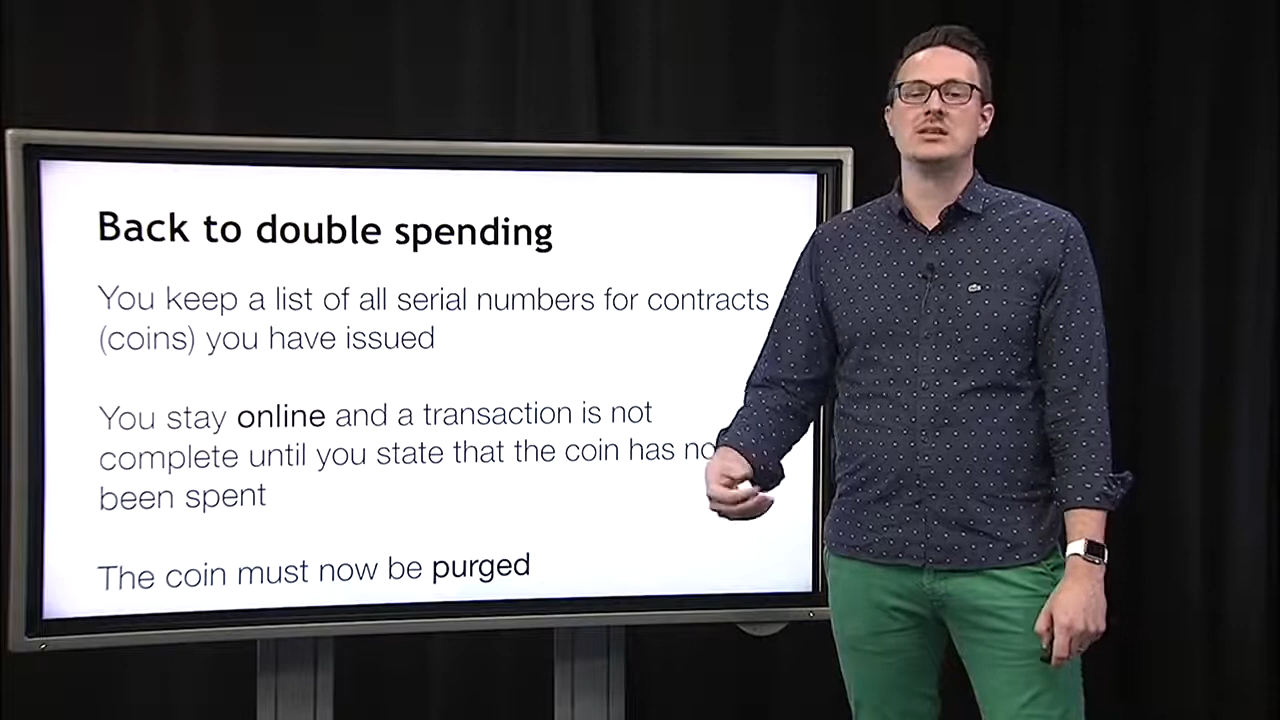 Back to double spending
You keep a list of all serial numbers for contracts
(coins) you have issued
You stay online and a transaction is not
complete until you state that the coin has no
been spent
The coin must now be purged